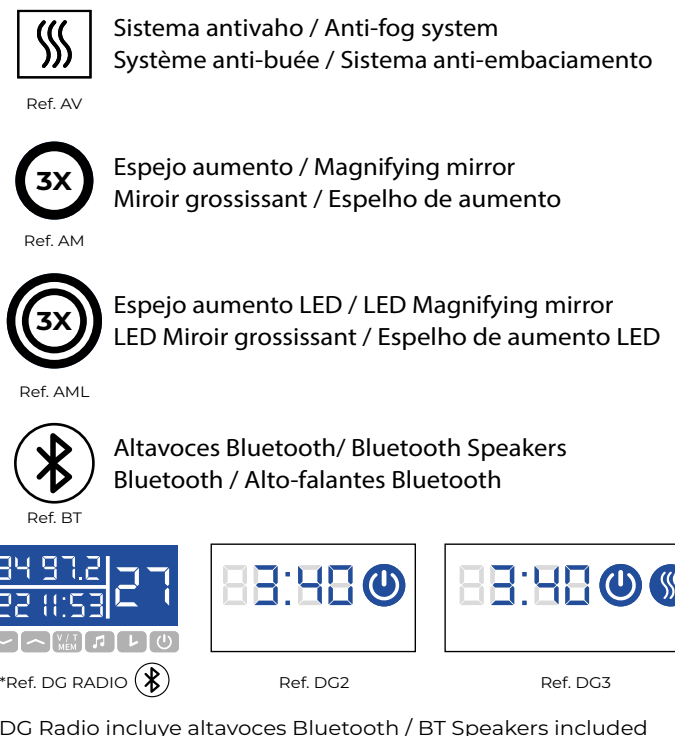 Sistema antivaho / Anti-fog system
Système anti-buée / Sistema anti-embaciamento
Ref. AV
3X
Espejo aumento / Magnifying mirror
Miroir grossissant / Espelho de aumento
Ref. AM
3X
Espejo aumento LED / LED Magnifying mirror
LED Miroir grossissant / Espelho de aumento LED
Ref. AML
Altavoces Bluetooth/ Bluetooth Speakers
Bluetooth / Alto-falantes Bluetooth
Ref. BT
97.2
11:53
27
V / T
MEM
3:40
3:40
*Ref. DG RADIO
Ref. DG2
Ref. DG3
DG Radio incluye altavoces Bluetooth / BT Speakers included